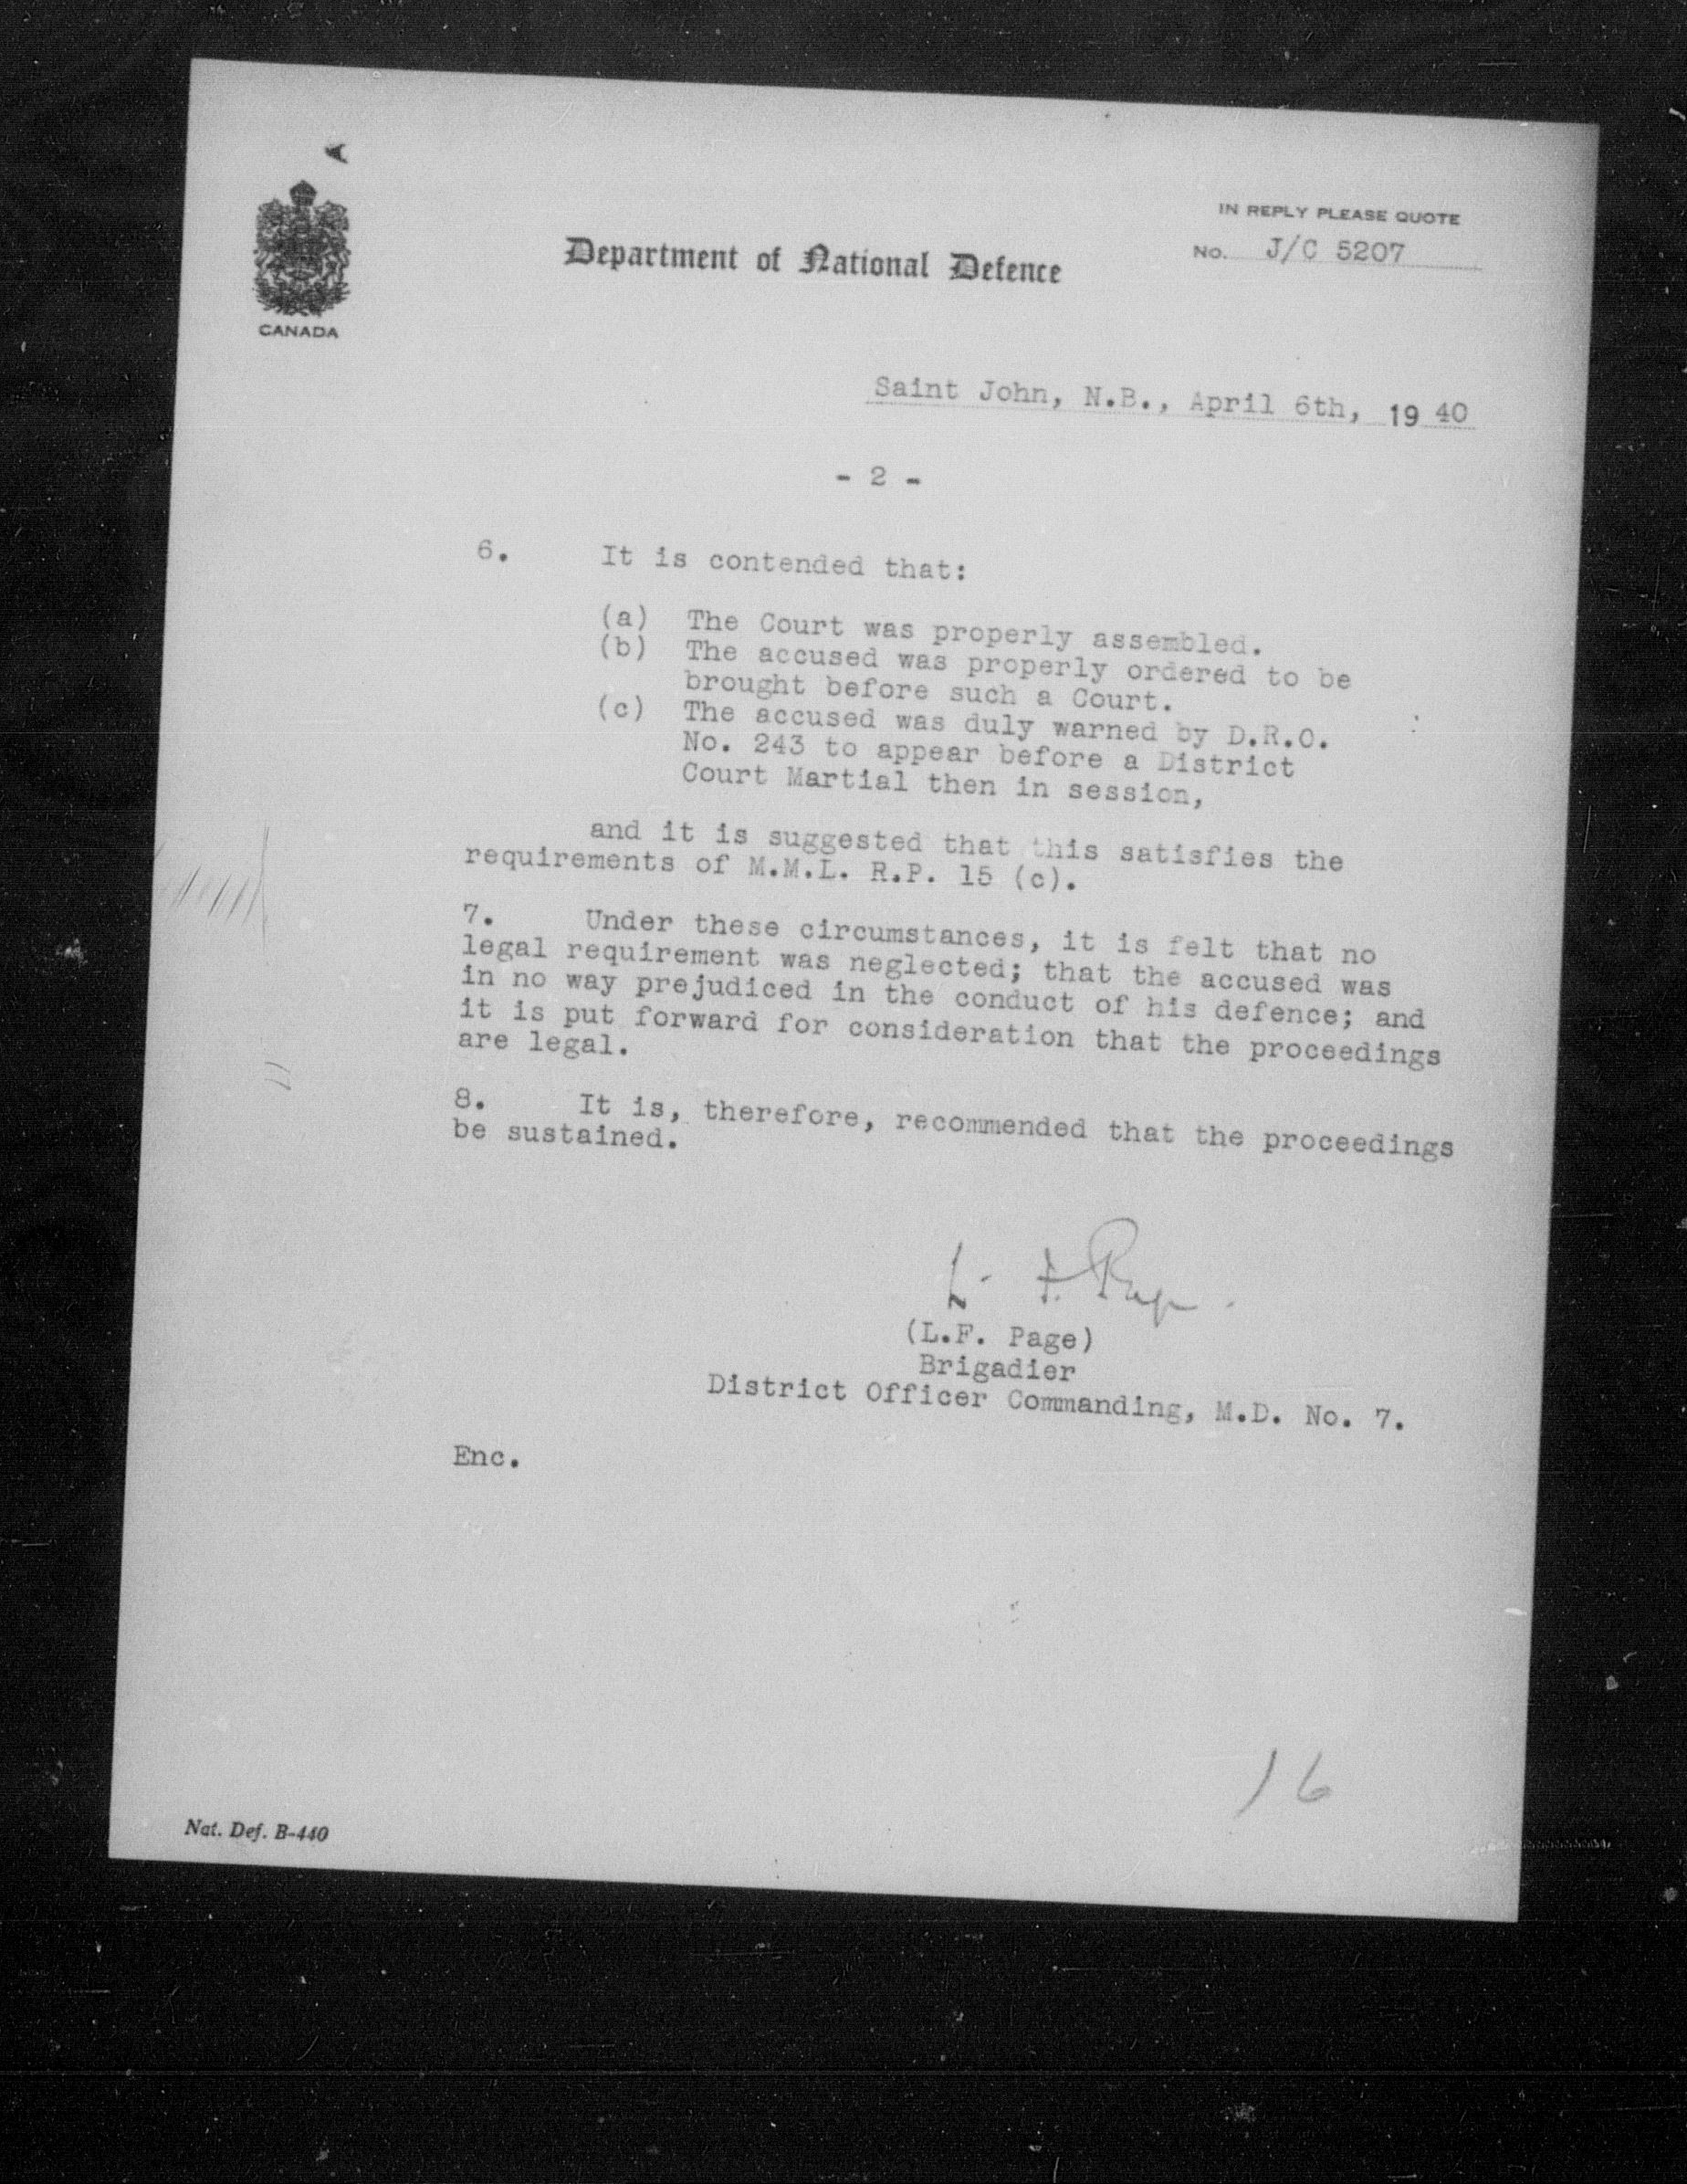 CANADA
Department of National Defence
IN REPLY PLEASE QUOTE
No. J/C 5207
Saint John, N.B., April 6th, 19 40
- 2 -
6. It is contended that:
(a) The Court was properly assembled.
(b) The accused was properly ordered to be
brought before such a Court.
(c) The accused was duly warned by D.R.O.
No. 243 to appear before a District
Court Martial then in session,
and it is suggested that this satisfies the
requirements of M.M.L. R.P. 15 (c).
7. Under these circumstances, it is felt that no
legal requirement was neglected; that the accused was
in no way prejudiced in the conduct of his defence; and
it is put forward for consideration that the proceedings
are legal.
8. It is, therefore, recommended that the proceedings
be sustained.
L. F. Page
(L.F. Page)
Brigadier
District Officer Commanding, M.D. No. 7.
Enc.
16
Nat. Def. B-440